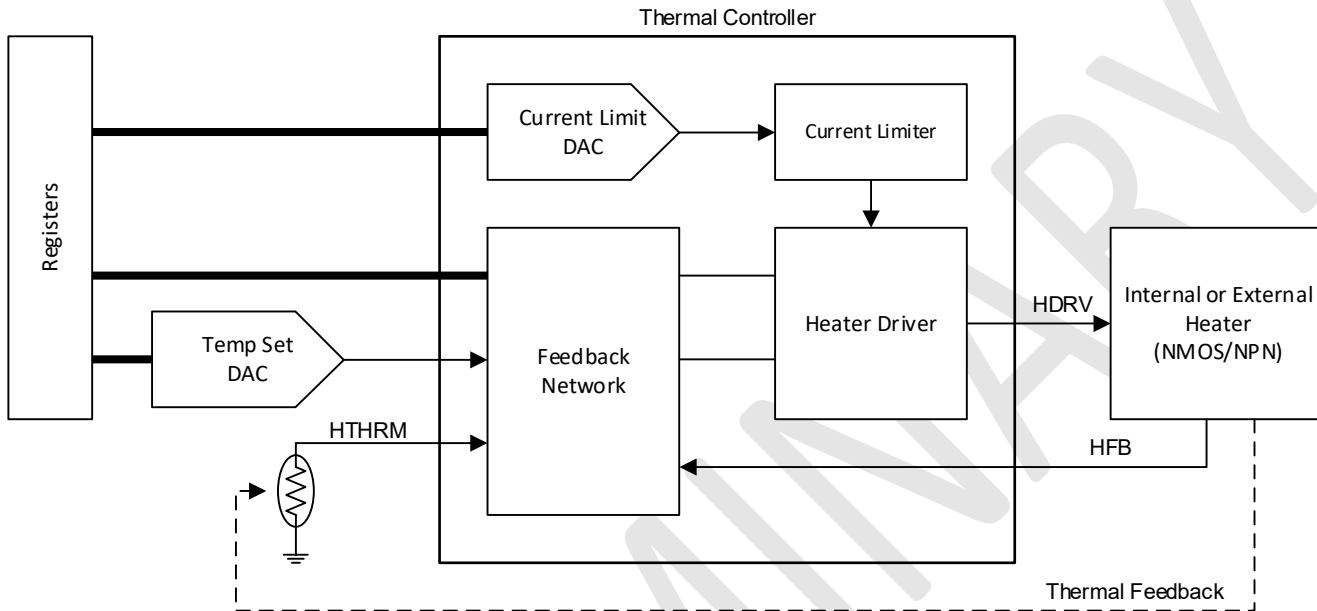 Thermal Controller
Registers
Current Limit
DAC
Current Limiter
Temp Set
DAC
Feedback
Network
Heater Driver
HDRV
Internal or External
Heater
(NMOS/NPN)
HTHRM
HFB
Thermal Feedback
MINARY